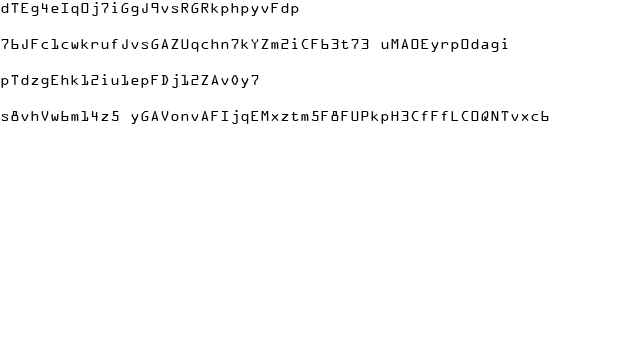 dTEg4eIqOj7iGgJ9vsRGRkphpyvFdp
76JFc1cwkrufJvsGAZUqchn7kYZm2iCF63t73 uMAOEyrpOdagi
pTdzgEhk12iu1epFDj12ZAv0y7
s8vhVw6m14z5 yGAVonvAFIjqEMxztm5F8FUPkpH3CfFfLCOQNTvxc6